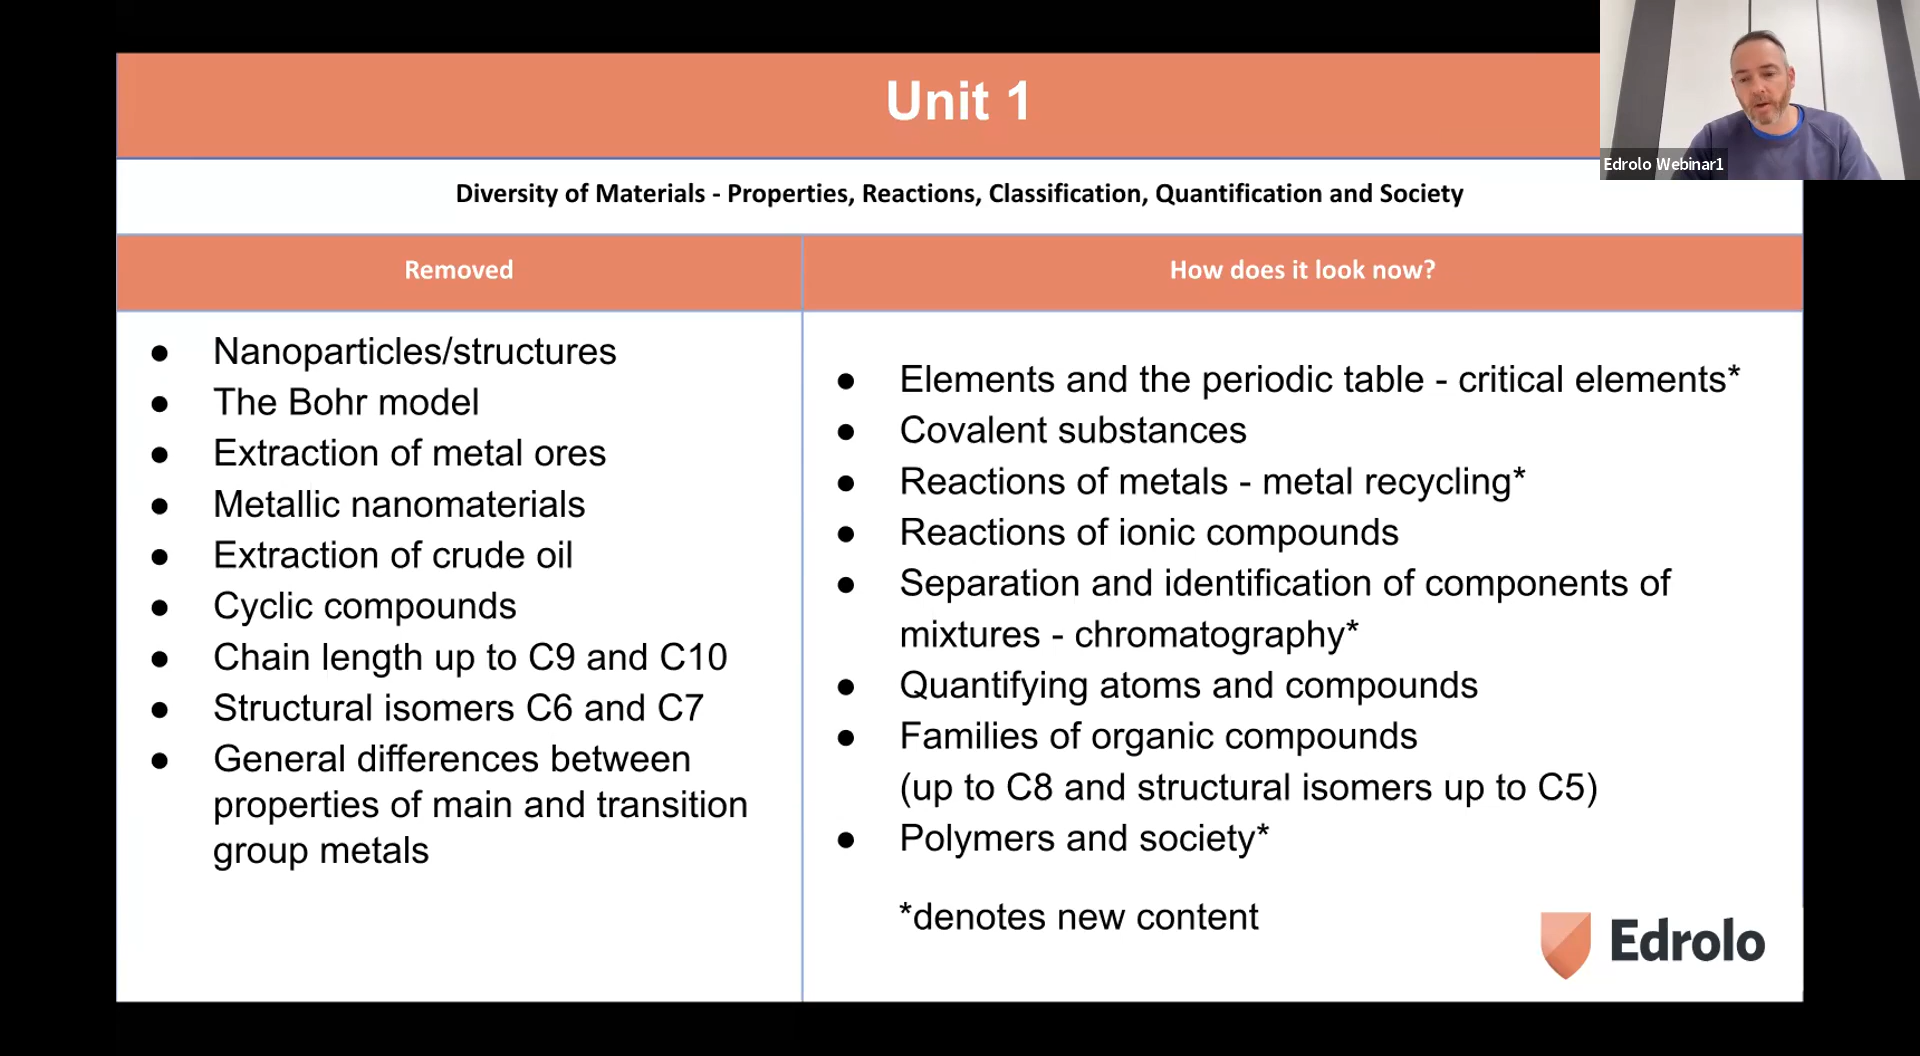 Unit 1
Edrolo Webinar1
Diversity of Materials - Properties, Reactions, Classification, Quantification and Society
Removed
How does it look now?
● Nanoparticles/structures
● The Bohr model
● Extraction of metal ores
● Metallic nanomaterials
● Extraction of crude oil
● Cyclic compounds
● Chain length up to C9 and C10
● Structural isomers C6 and C7
● General differences between
properties of main and transition
group metals
● Elements and the periodic table - critical elements*
● Covalent substances
● Reactions of metals - metal recycling*
● Reactions of ionic compounds
● Separation and identification of components of
mixtures - chromatography*
● Quantifying atoms and compounds
● Families of organic compounds
(up to C8 and structural isomers up to C5)
● Polymers and society*
*denotes new content
Edrolo